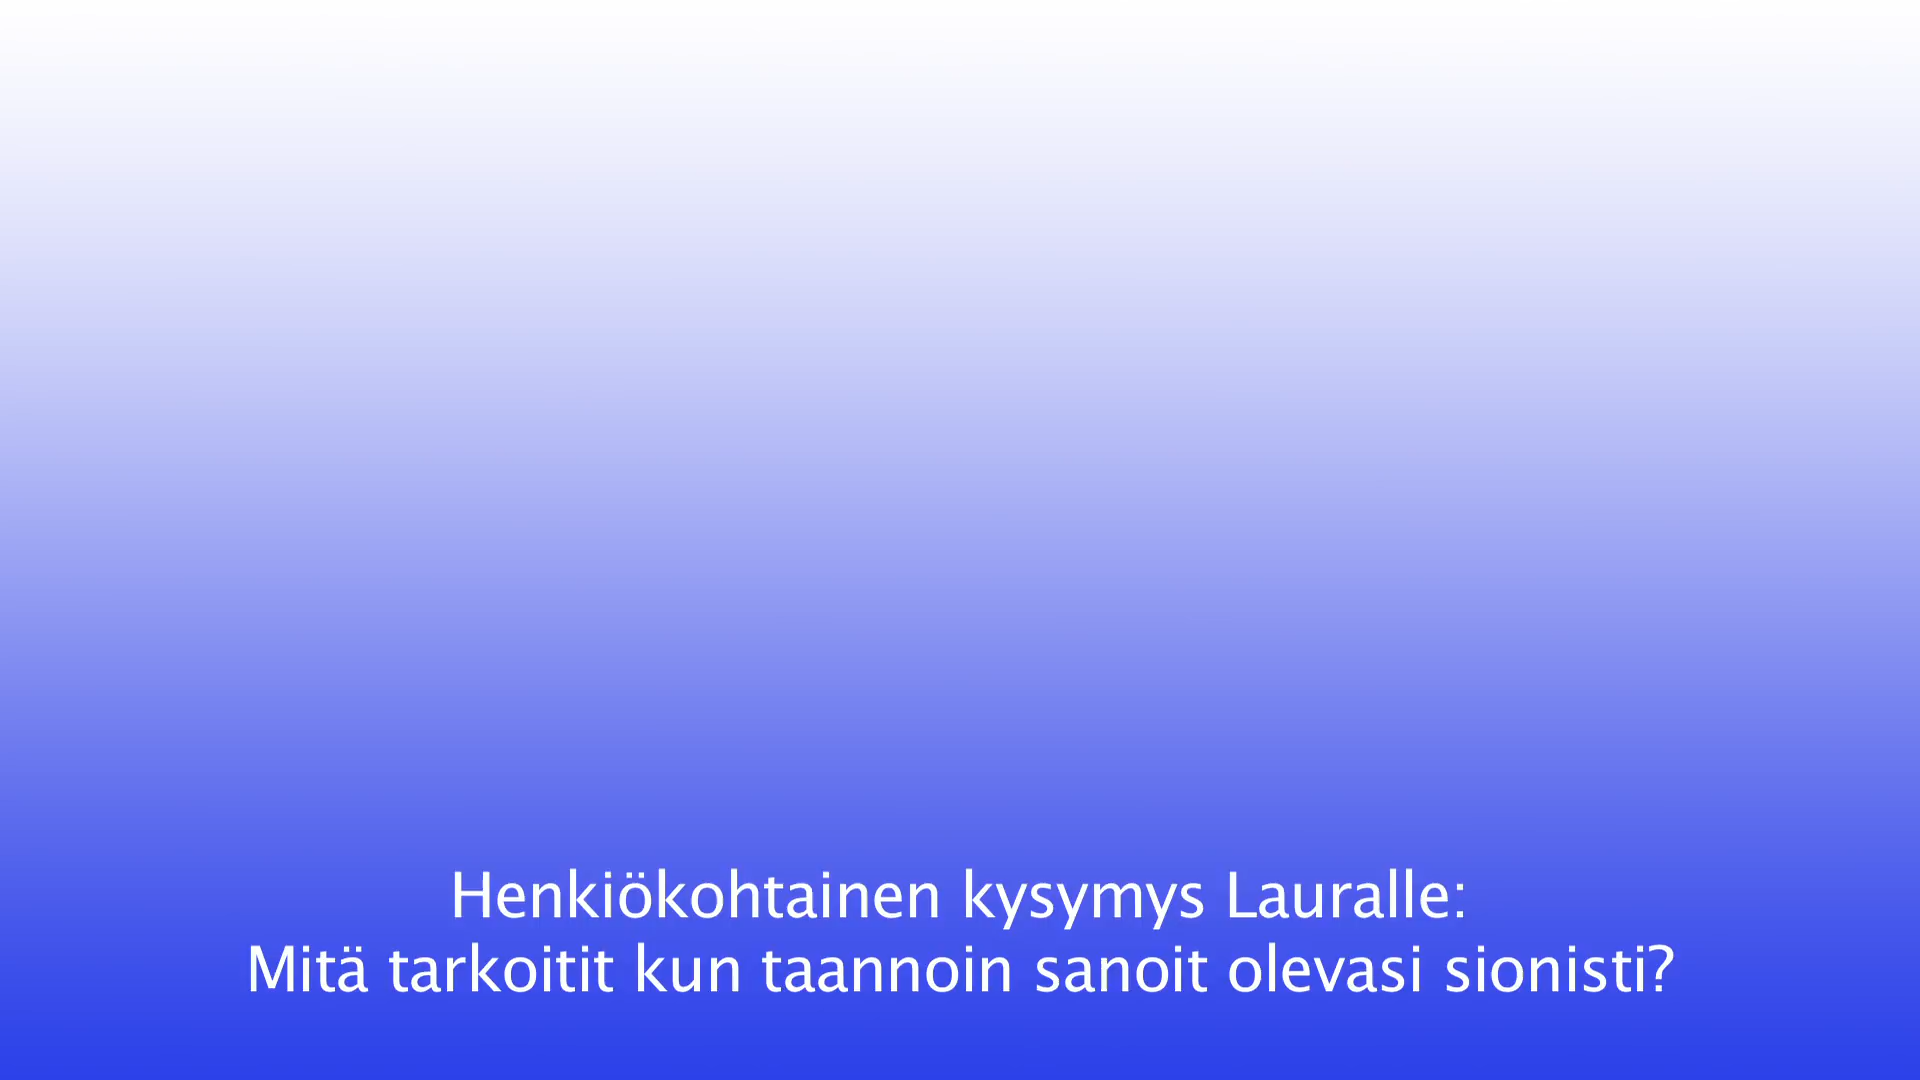 Henkiökohtainen kysymys Lauralle:
Mitä tarkoitit kun taannoin sanoit olevasi sionisti?